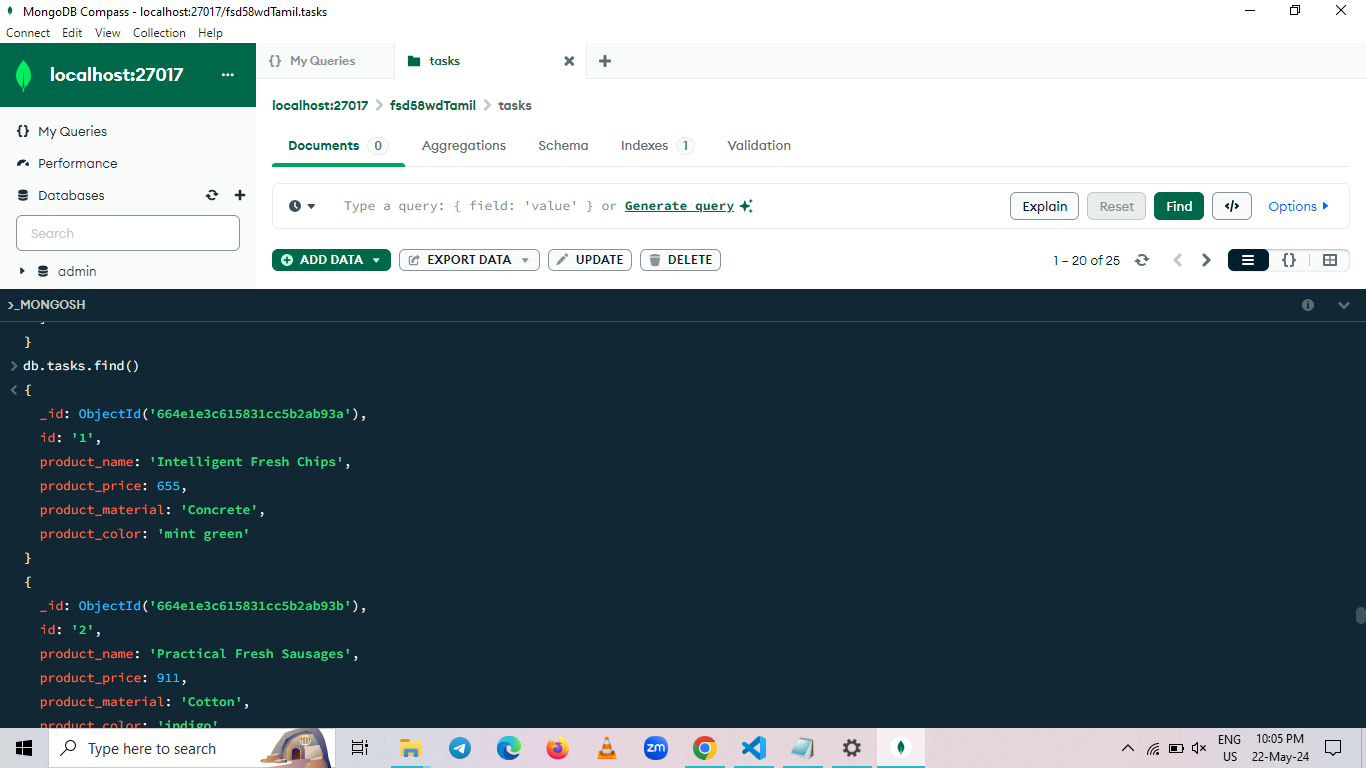 MongoDB Compass - localhost:27017/fsd58wdTamil.tasks
Connect Edit View Collection Help
localhost:27017 ...
{} My Queries
tasks
localhost:27017 > fsd58wdTamil > tasks
{} My Queries
Performance
Databases
Search
admin
Documents 0 Aggregations Schema Indexes 1 Validation
Type a query: { field: 'value' } or Generate query
Explain Reset Find </> Options
ADD DATA EXPORT DATA UPDATE DELETE 1 – 20 of 25 {}
>_MONGOSH
}
> db.tasks.find()
< {
_id: ObjectId('664e1e3c615831cc5b2ab93a'),
id: '1',
product_name: 'Intelligent Fresh Chips',
product_price: 655,
product_material: 'Concrete',
product_color: 'mint green'
}
{
_id: ObjectId('664e1e3c615831cc5b2ab93b'),
id: '2',
product_name: 'Practical Fresh Sausages',
product_price: 911,
product_material: 'Cotton',
product_color: 'indigo'
Type here to search
zm
ENG
US
10:05 PM
22-May-24